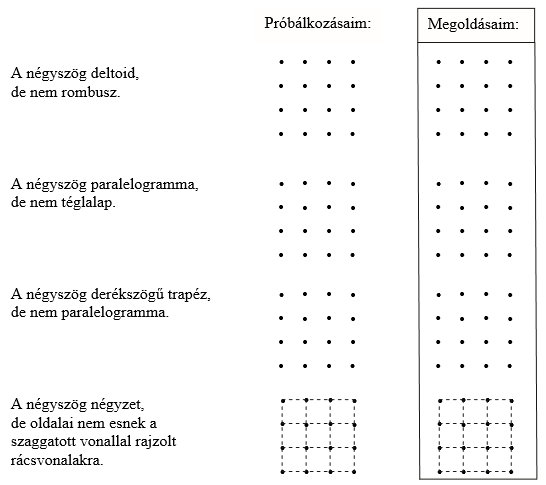 Próbálkozásaim:
Megoldásaim:
A négyszög deltoid,
de nem rombusz.
A négyszög paralelogramma,
de nem téglalap.
A négyszög derékszögű trapéz,
de nem paralelogramma.
A négyszög négyzet,
de oldalai nem esnek a
szaggatott vonallal rajzolt
rácsvonalakra.